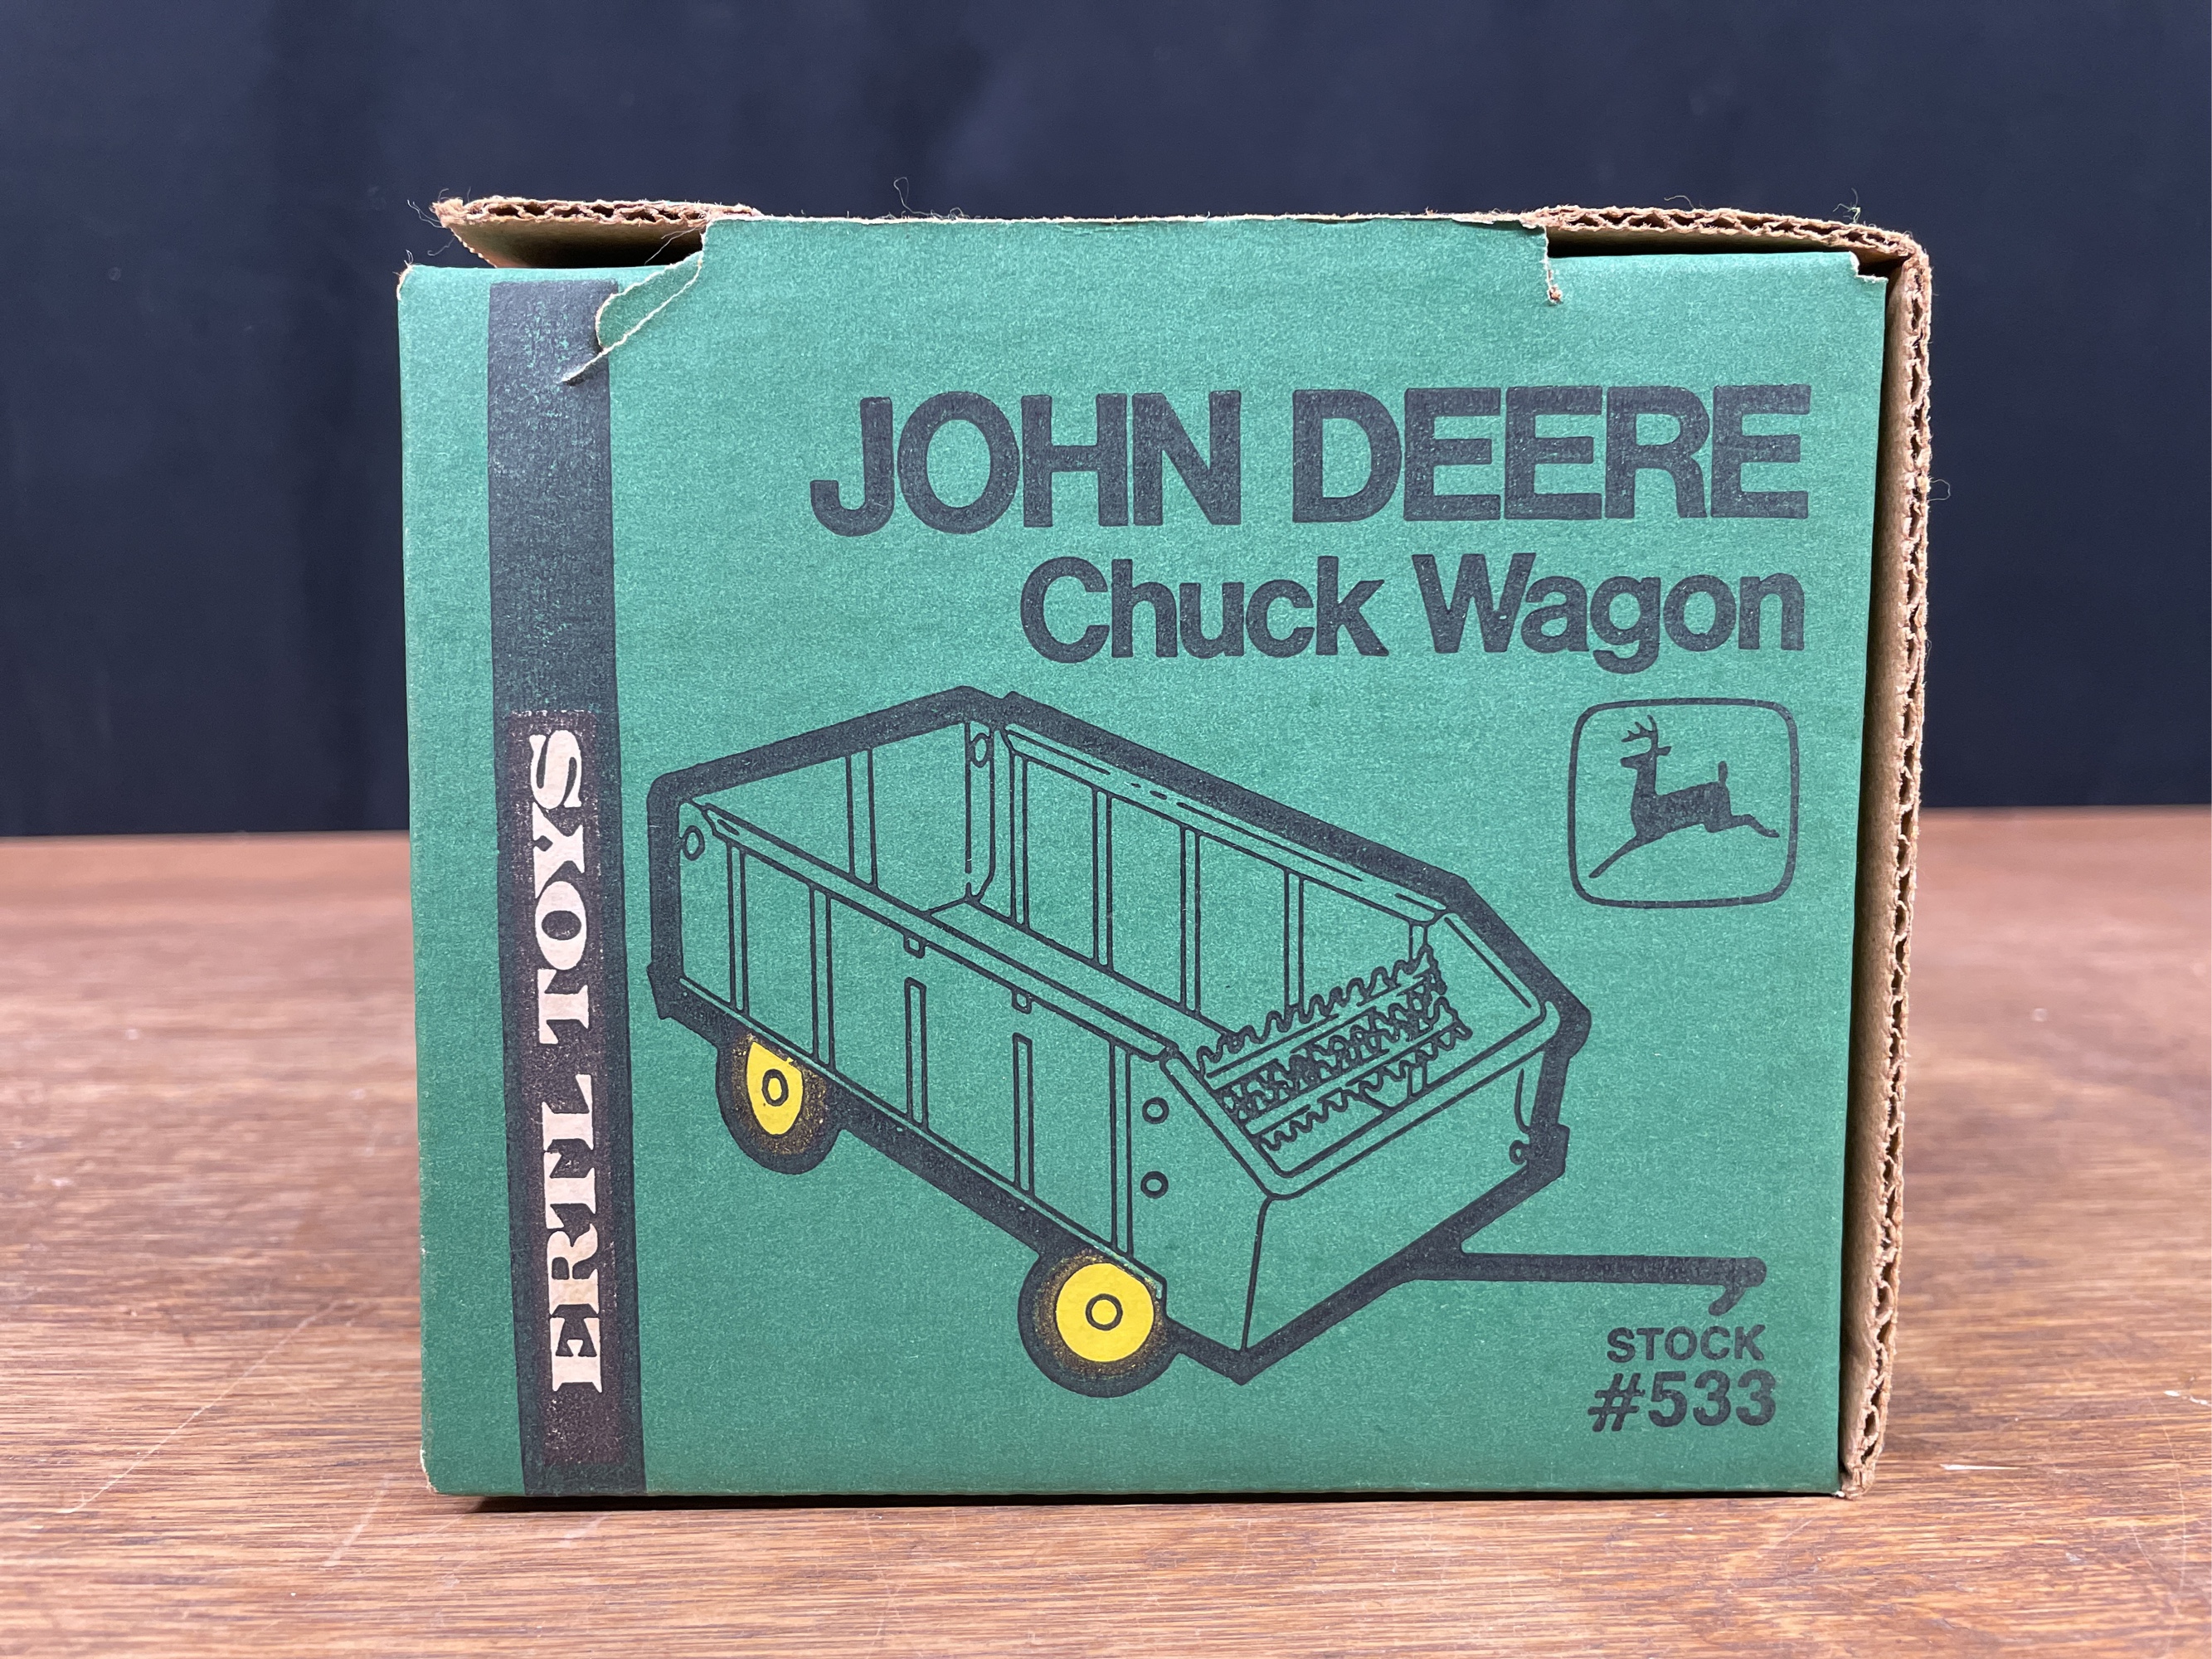 JOHN DEERE
Chuck Wagon
ERTL TOYS
STOCK
#533